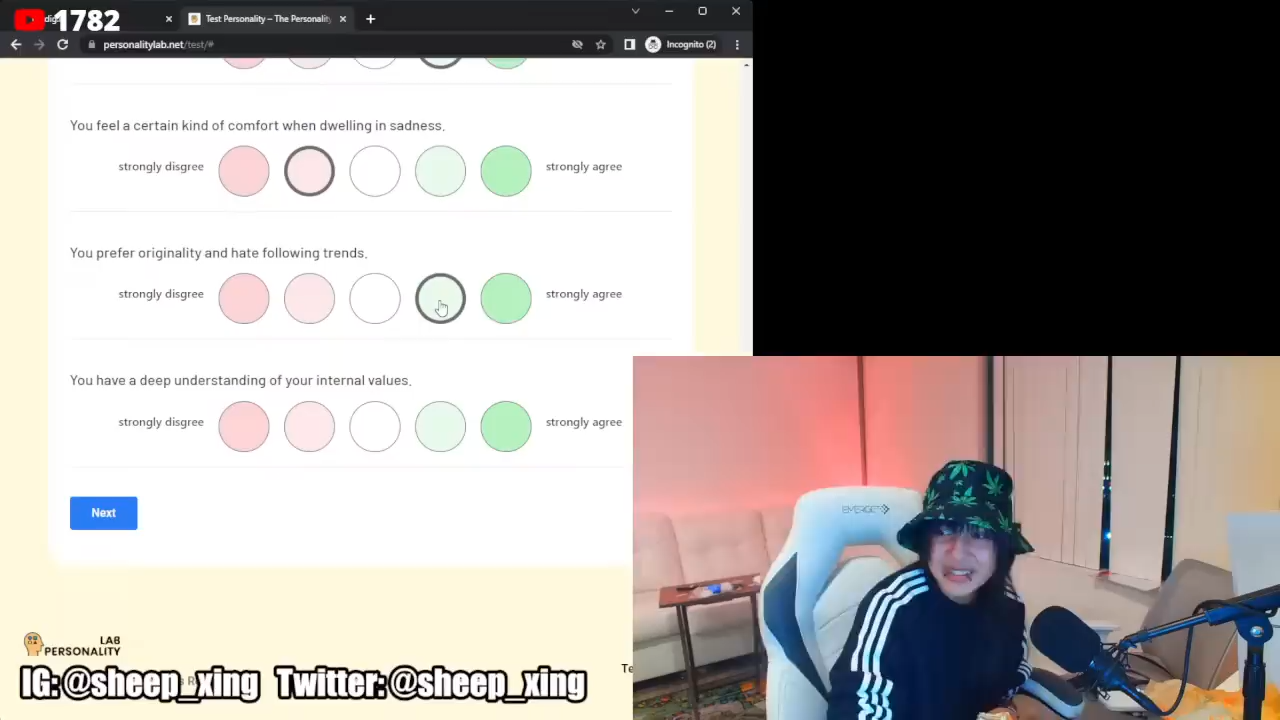 1782
Test Personality – The Personality
personalitylab.net/test/#
Incognito (2)
You feel a certain kind of comfort when dwelling in sadness.
strongly disgree
strongly agree
You prefer originality and hate following trends.
strongly disgree
strongly agree
You have a deep understanding of your internal values.
strongly disgree
strongly agree
Next
EMERGE
LAB
PERSONALITY
IG:@sheep_xing Twitter:@sheep_xing